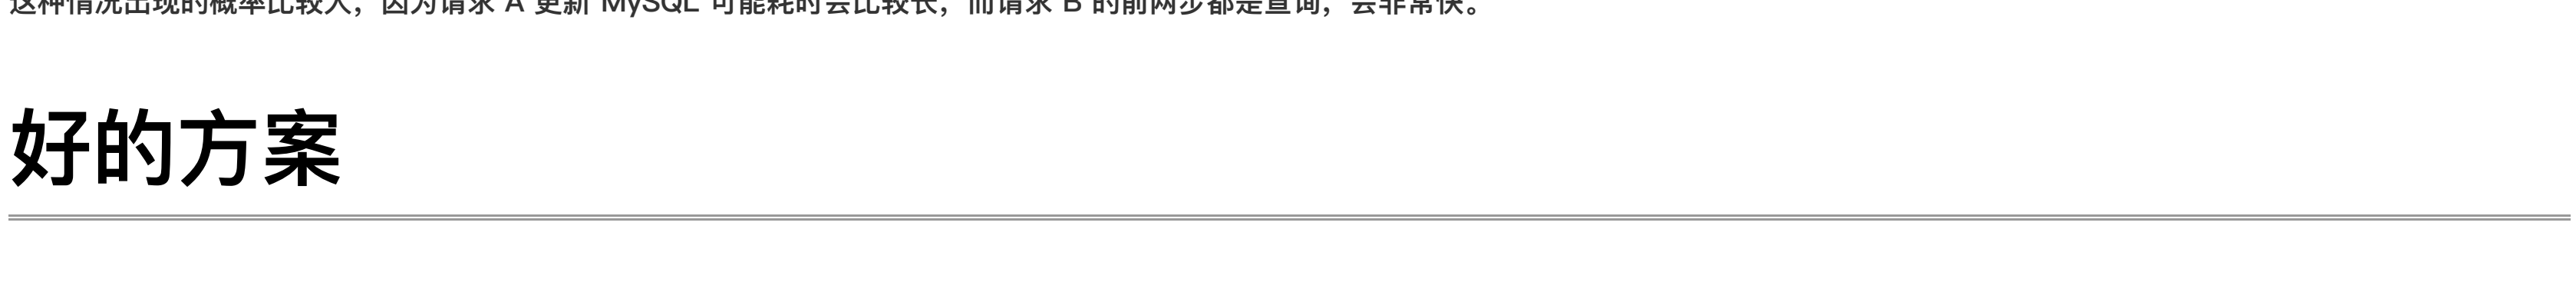 这种情况出现的概率比较大，因为请求 A 更新 MySQL 可能耗时会比较长，而请求 B 的前两步都是查询，会非常快。
好的方案